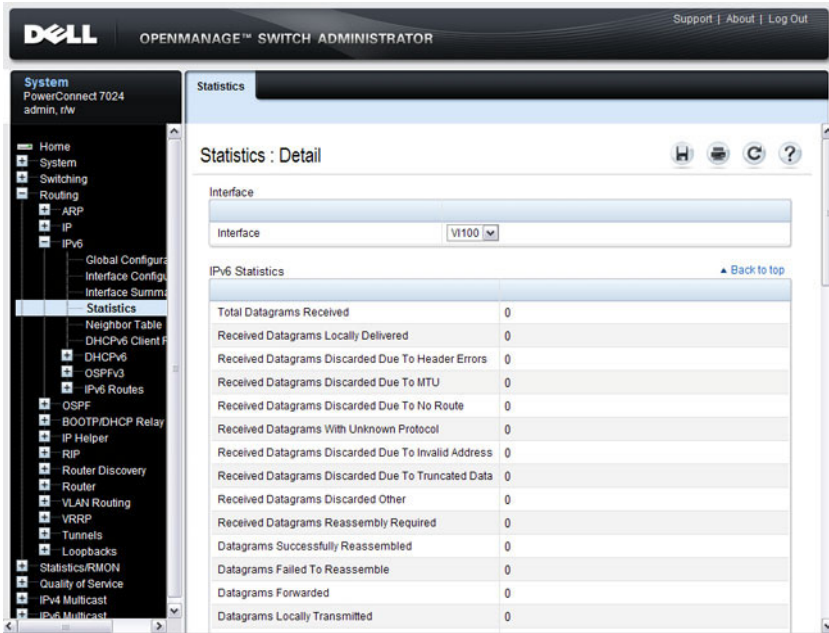 Support | About | Log Out
DELL
OPENMANAGE™ SWITCH ADMINISTRATOR
System
PowerConnect 7024
admin, r/w
Home
System
Switching
Routing
ARP
IP
IPv6
Global Configura
Interface Configu
Interface Summa
Statistics
Neighbor Table
DHCPv6 Client
DHCPv6
OSPFv3
IPv6 Routes
OSPF
BOOTP/DHCP Relay
IP Helper
RIP
Router Discovery
Router
VLAN Routing
VRRP
Tunnels
Loopbacks
Statistics/RMON
Quality of Service
IPv4 Multicast
IPv6 Multicast
Statistics
Statistics : Detail
Interface
Interface VI100
IPv6 Statistics
Back to top
Total Datagrams Received 0
Received Datagrams Locally Delivered 0
Received Datagrams Discarded Due To Header Errors 0
Received Datagrams Discarded Due To MTU 0
Received Datagrams Discarded Due To No Route 0
Received Datagrams With Unknown Protocol 0
Received Datagrams Discarded Due To Invalid Address 0
Received Datagrams Discarded Due To Truncated Data 0
Received Datagrams Discarded Other 0
Received Datagrams Reassembly Required 0
Datagrams Successfully Reassembled 0
Datagrams Failed To Reassemble 0
Datagrams Forwarded 0
Datagrams Locally Transmitted 0